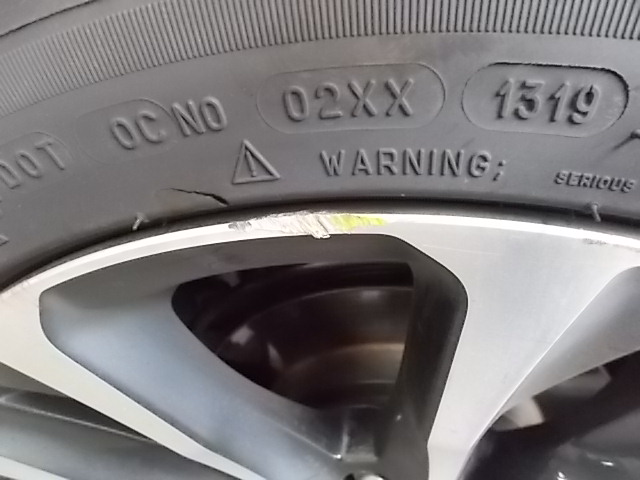 DOT OC NO 02XX 1319
WARNING; SERIOUS